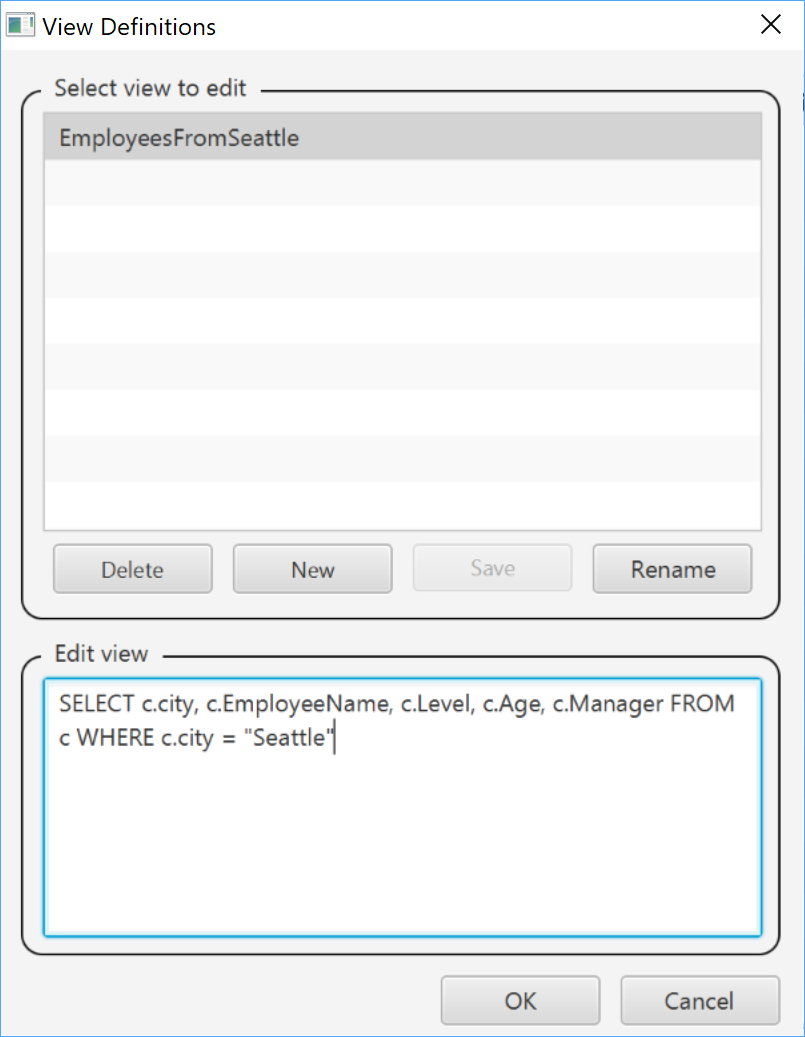 View Definitions
Select view to edit
EmployeesFromSeattle
Delete New Save Rename
Edit view
SELECT c.city, c.EmployeeName, c.Level, c.Age, c.Manager FROM
c WHERE c.city = "Seattle"
OK Cancel